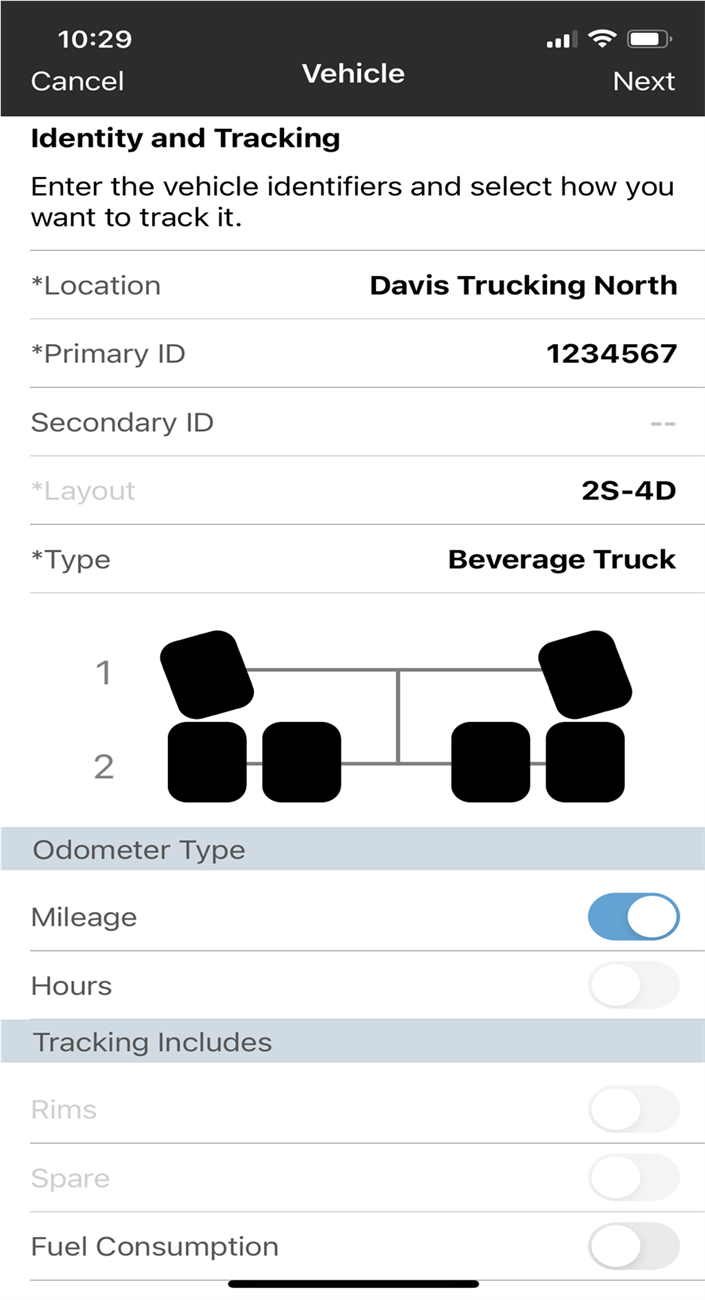 10:29
Cancel
Vehicle
Next
Identity and Tracking
Enter the vehicle identifiers and select how you
want to track it.
*Location Davis Trucking North
*Primary ID 1234567
Secondary ID --
*Layout 2S-4D
*Type Beverage Truck
1
2
Odometer Type
Mileage
Hours
Tracking Includes
Rims
Spare
Fuel Consumption